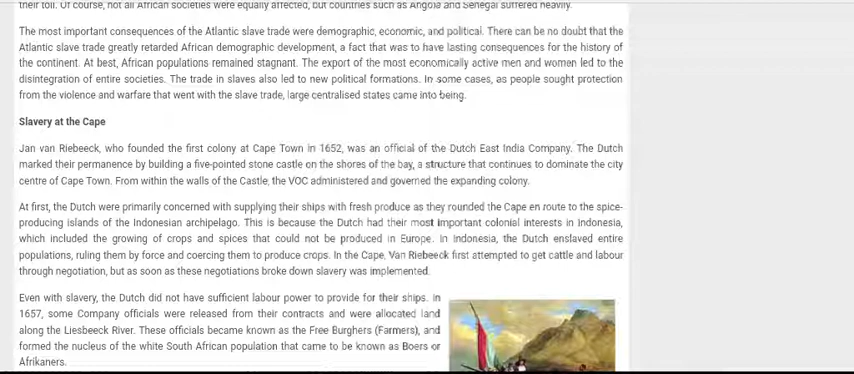 their toll. Of course, not all African societies were equally affected, but countries such as Angola and Senegal suffered heavily.
The most important consequences of the Atlantic slave trade were demographic, economic, and political. There can be no doubt that the
Atlantic slave trade greatly retarded African demographic development, a fact that was to have lasting consequences for the history of
the continent. At best, African populations remained stagnant. The export of the most economically active men and women led to the
disintegration of entire societies. The trade in slaves also led to new political formations. In some cases, as people sought protection
from the violence and warfare that went with the slave trade, large centralised states came into being.
Slavery at the Cape
Jan van Riebeeck, who founded the first colony at Cape Town in 1652, was an official of the Dutch East India Company. The Dutch
marked their permanence by building a five-pointed stone castle on the shores of the bay, a structure that continues to dominate the city
centre of Cape Town. From within the walls of the Castle, the VOC administered and governed the expanding colony.
At first, the Dutch were primarily concerned with supplying their ships with fresh produce as they rounded the Cape en route to the spice-
producing islands of the Indonesian archipelago. This is because the Dutch had their most important colonial interests in Indonesia,
which included the growing of crops and spices that could not be produced in Europe. In Indonesia, the Dutch enslaved entire
populations, ruling them by force and coercing them to produce crops. In the Cape, Van Riebeeck first attempted to get cattle and labour
through negotiation, but as soon as these negotiations broke down slavery was implemented.
Even with slavery, the Dutch did not have sufficient labour power to provide for their ships. In
1657, some Company officials were released from their contracts and were allocated land
along the Liesbeeck River. These officials became known as the Free Burghers (Farmers), and
formed the nucleus of the white South African population that came to be known as Boers or
Afrikaners.